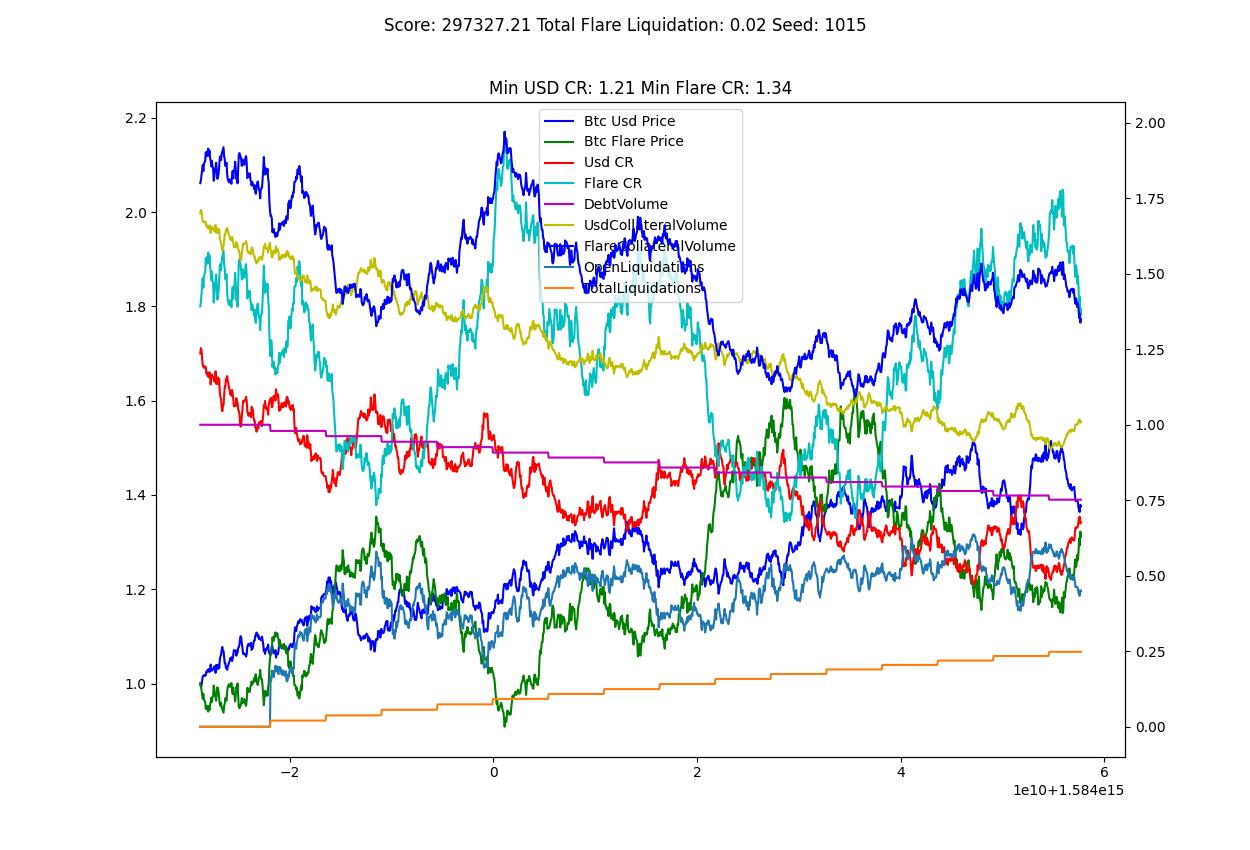 Score: 297327.21 Total Flare Liquidation: 0.02 Seed: 1015
Min USD CR: 1.21 Min Flare CR: 1.34
2.2
2.0
1.8
1.6
1.4
1.2
1.0
Btc Usd Price
Btc Flare Price
Usd CR
Flare CR
DebtVolume
UsdCollateralVolume
FlareCollateralVolume
OpenLiquidations
TotalLiquidations
2.00
1.75
1.50
1.25
1.00
0.75
0.50
0.25
0.00
−2
0
2
4
6
1e10+1.584e15